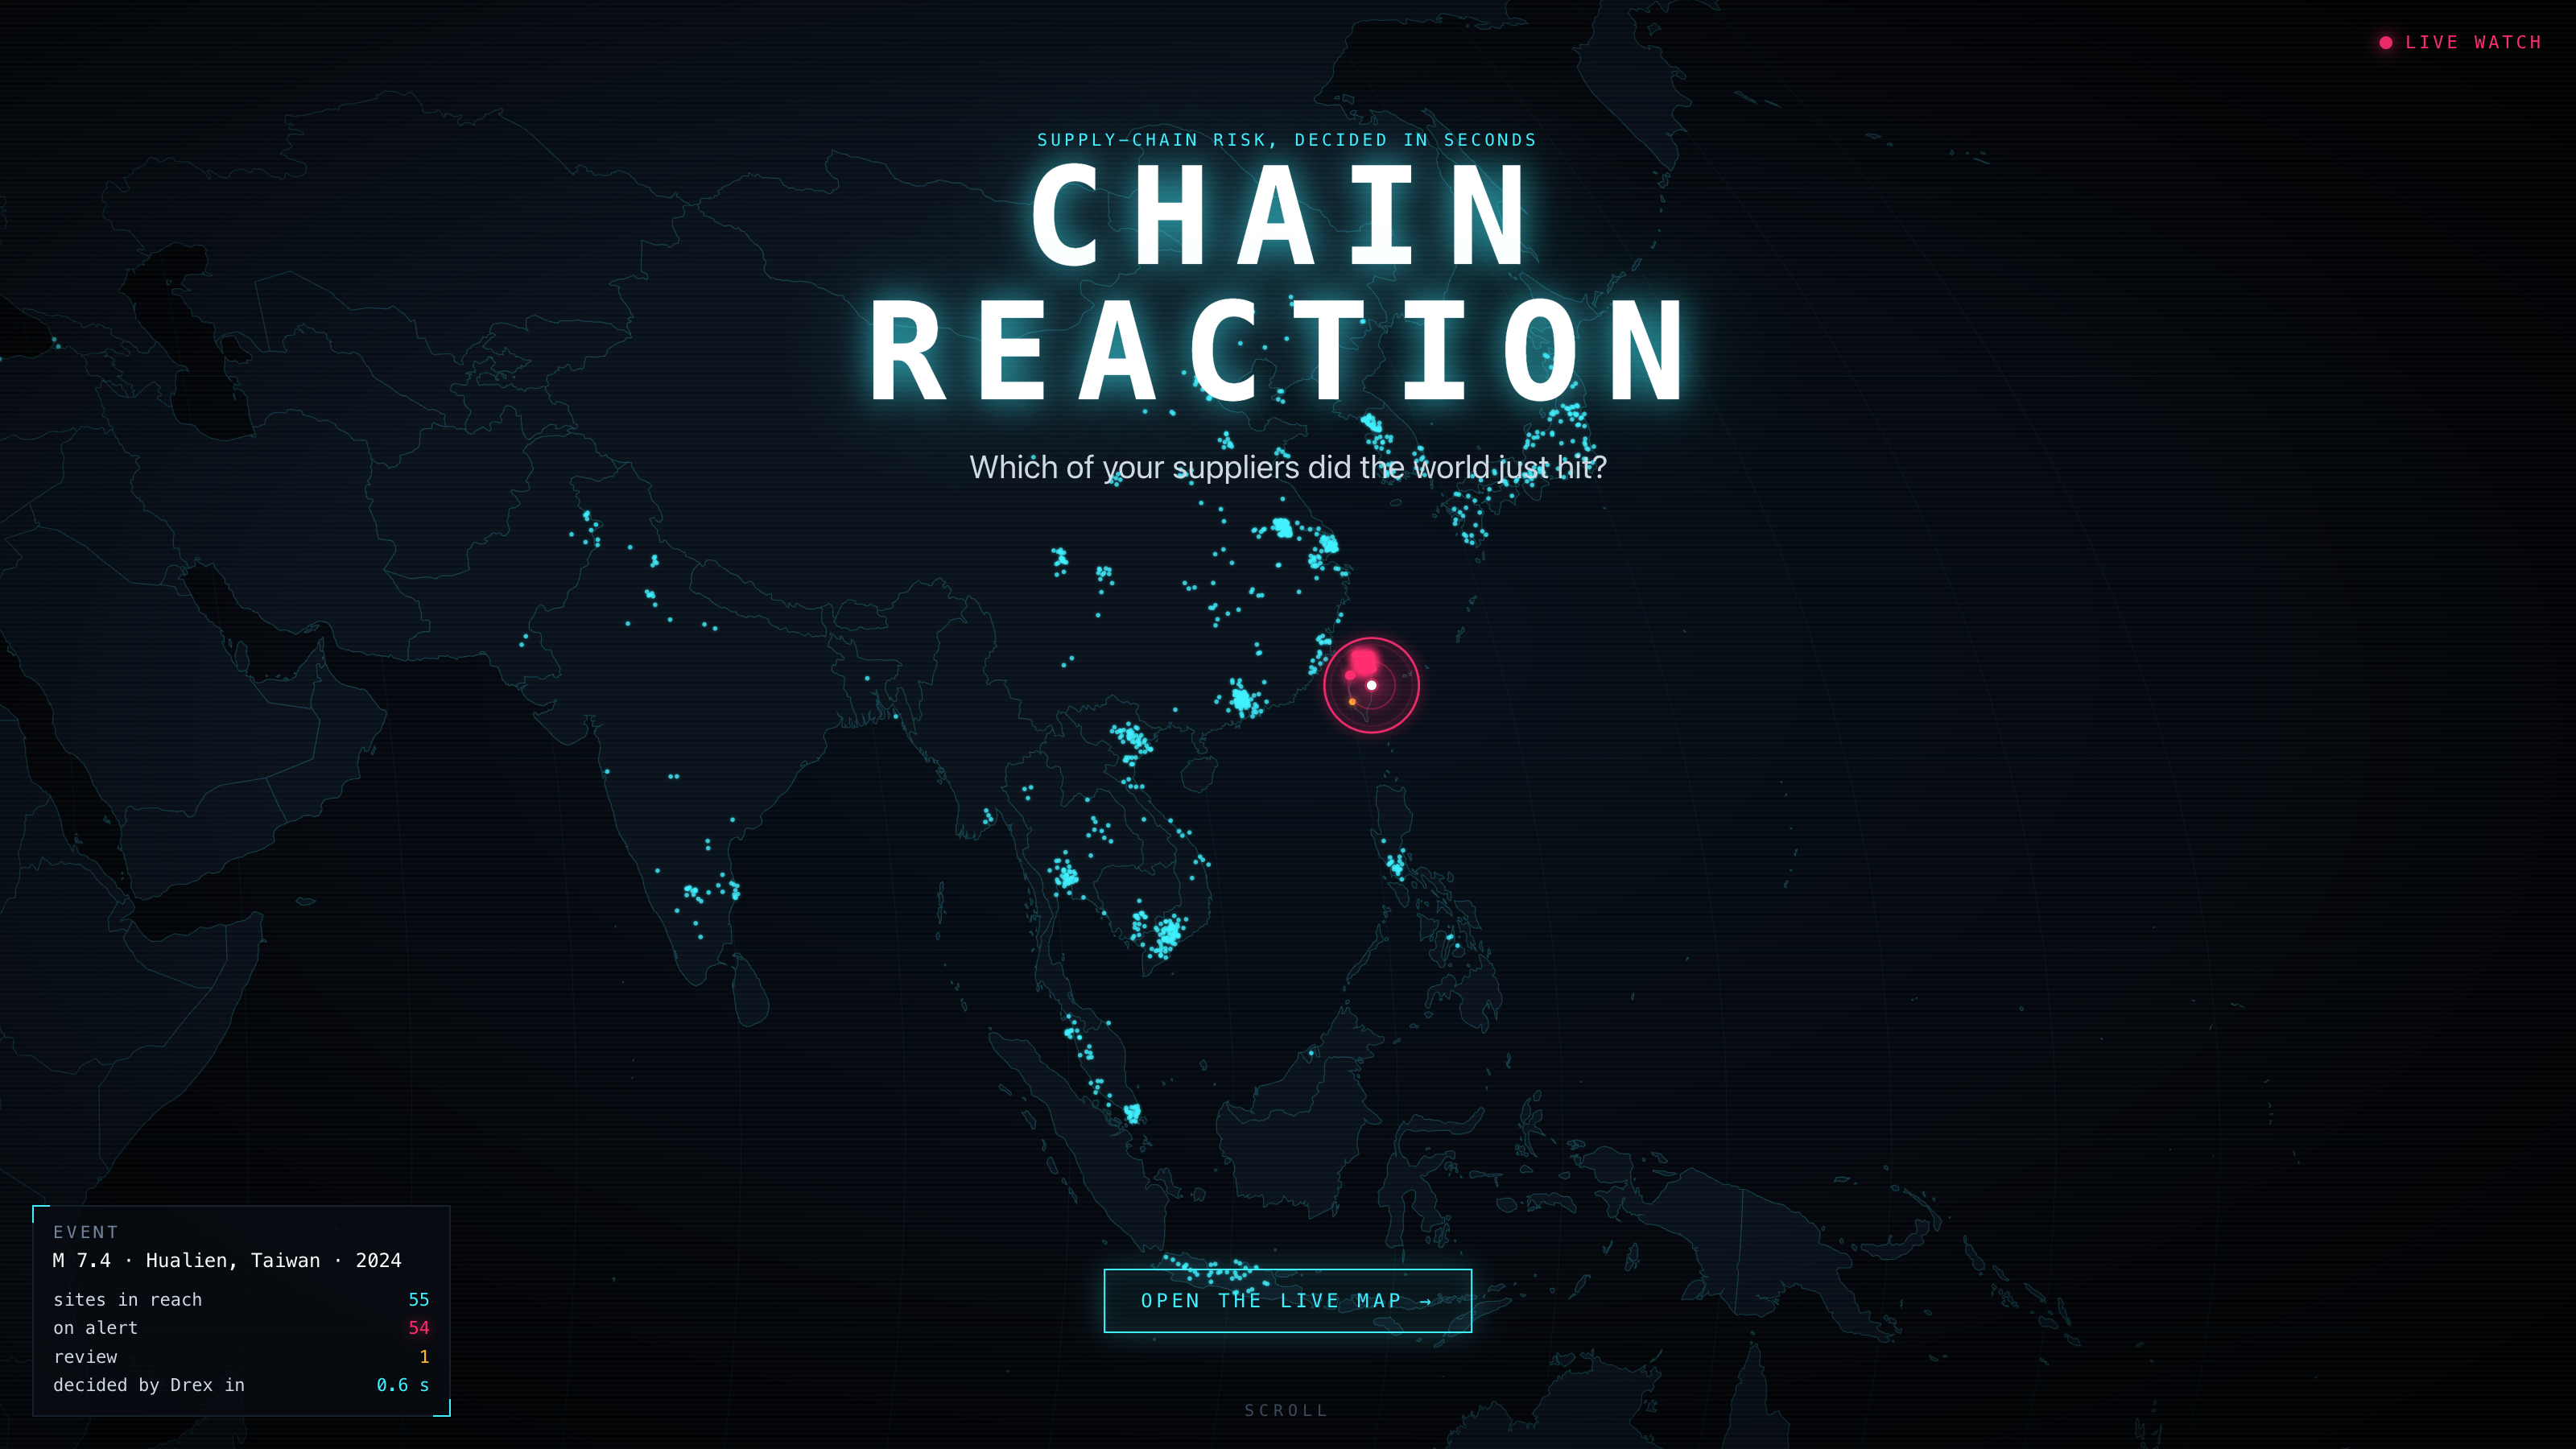 LIVE WATCH
SUPPLY–CHAIN RISK, DECIDED IN SECONDS
CHAIN
REACTION
Which of your suppliers did the world just hit?
EVENT
M 7.4 · Hualien, Taiwan · 2024
sites in reach 55
on alert 54
review 1
decided by Drex in 0.6 s
OPEN THE LIVE MAP →
SCROLL